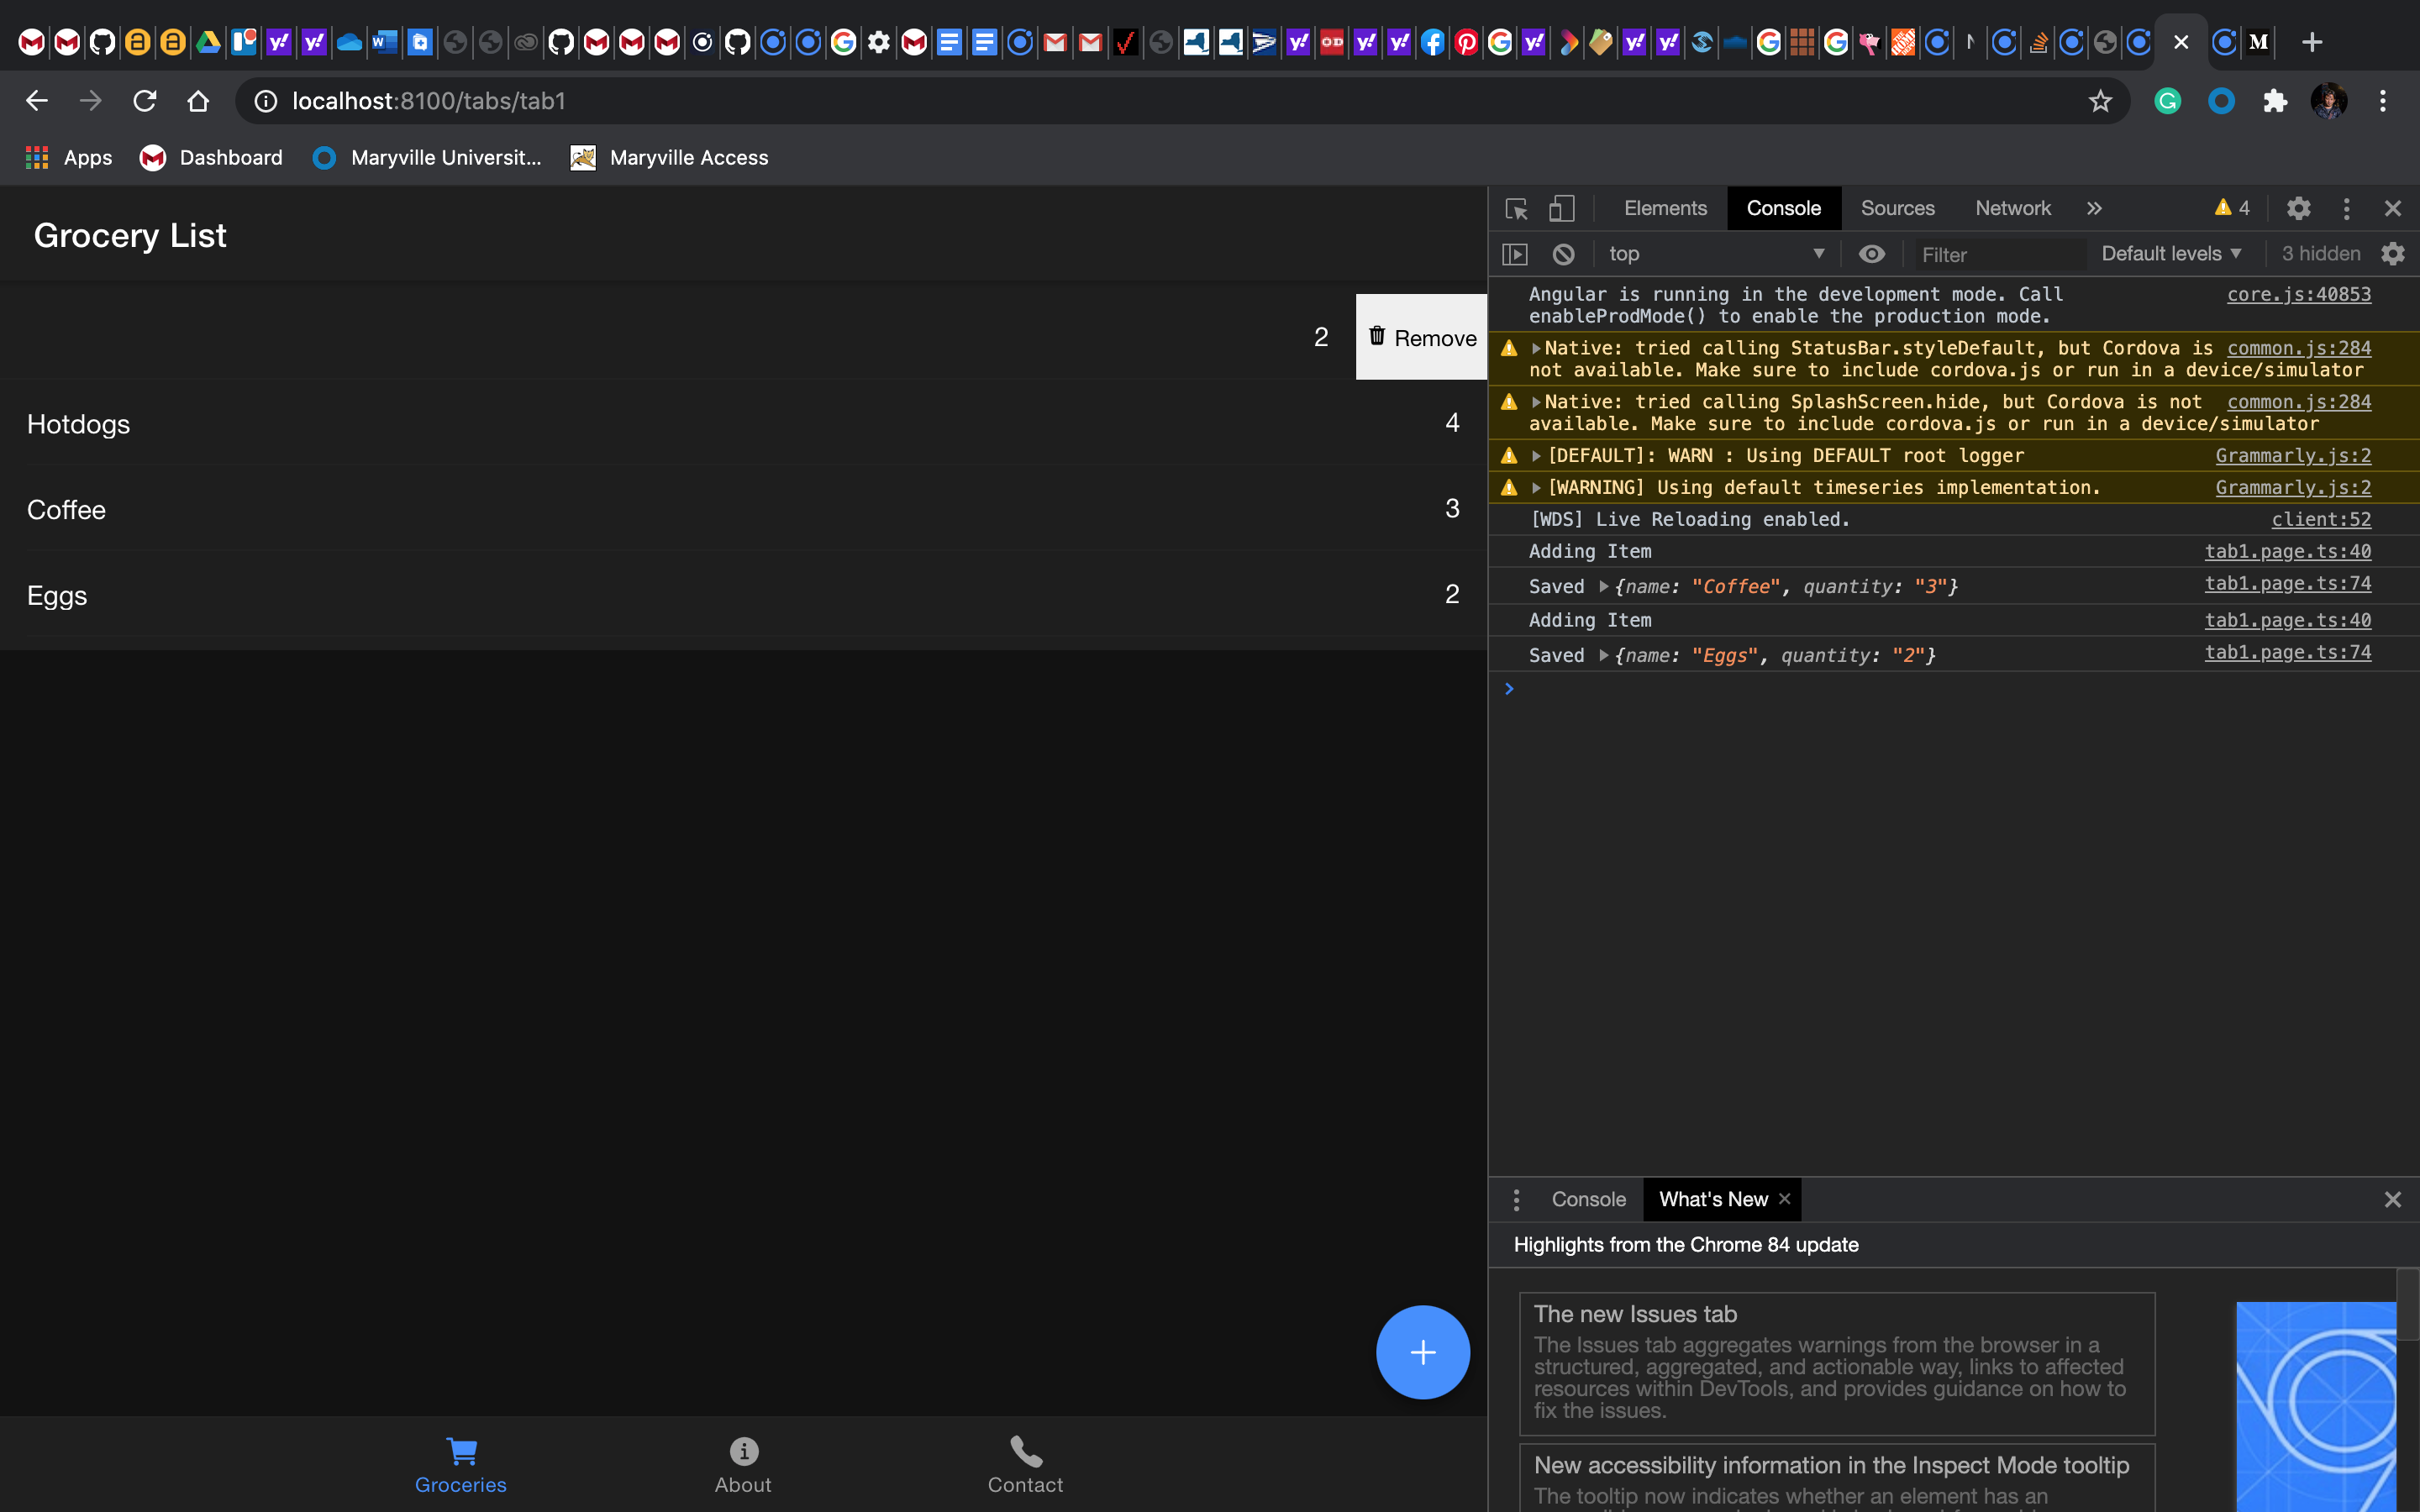 localhost:8100/tabs/tab1
Apps
Dashboard
Maryville Universit...
Maryville Access
Grocery List
2
Remove
Hotdogs
4
Coffee
3
Eggs
2
Groceries
About
Contact
Elements
Console
Sources
Network
4
top
Filter
Default levels
3 hidden
Angular is running in the development mode. Call core.js:40853
enableProdMode() to enable the production mode.
Native: tried calling StatusBar.styleDefault, but Cordova is common.js:284
not available. Make sure to include cordova.js or run in a device/simulator
Native: tried calling SplashScreen.hide, but Cordova is not common.js:284
available. Make sure to include cordova.js or run in a device/simulator
[DEFAULT]: WARN : Using DEFAULT root logger Grammarly.js:2
[WARNING] Using default timeseries implementation. Grammarly.js:2
[WDS] Live Reloading enabled. client:52
Adding Item tab1.page.ts:40
Saved {name: "Coffee", quantity: "3"} tab1.page.ts:74
Adding Item tab1.page.ts:40
Saved {name: "Eggs", quantity: "2"} tab1.page.ts:74
Console
What's New
Highlights from the Chrome 84 update
The new Issues tab
The Issues tab aggregates warnings from the browser in a
structured, aggregated, and actionable way, links to affected
resources within DevTools, and provides guidance on how to
fix the issues.
New accessibility information in the Inspect Mode tooltip
The tooltip now indicates whether an element has an